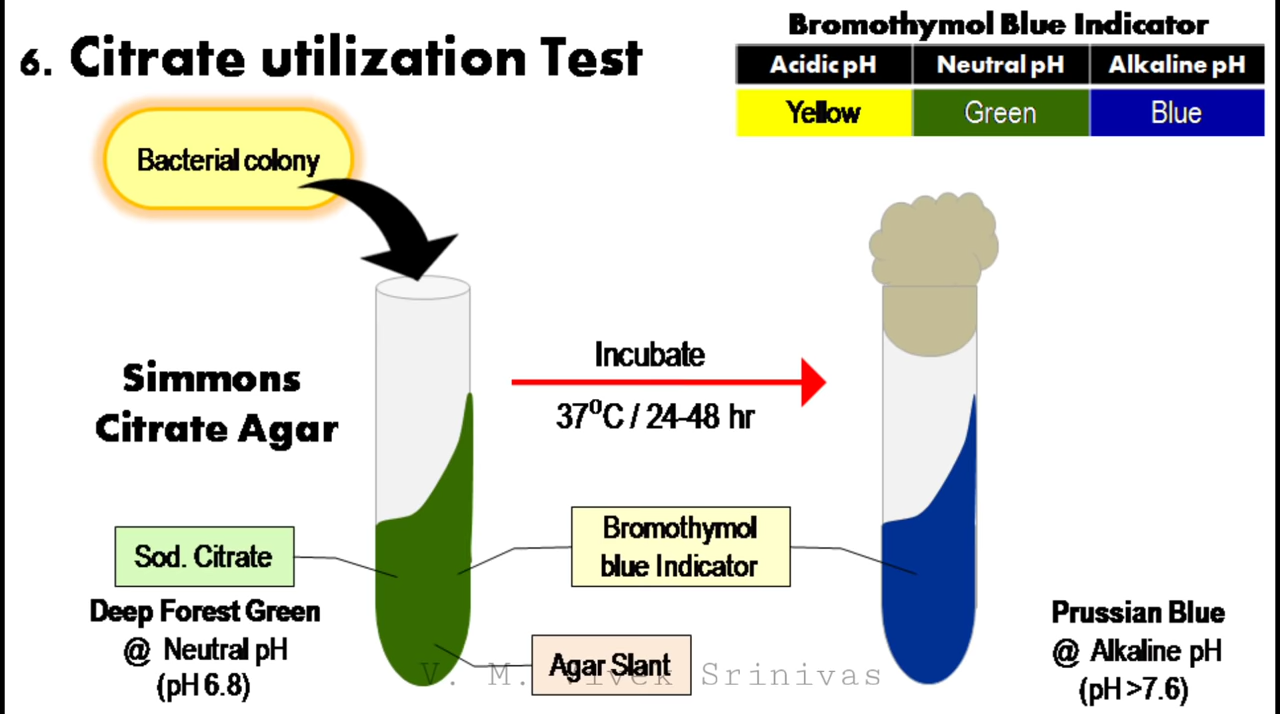 6. Citrate utilization Test
Bromothymol Blue Indicator
Acidic pH Neutral pH Alkaline pH
Yellow Green Blue
Bacterial colony
Simmons
Citrate Agar
Incubate
37⁰C / 24-48 hr
Sod. Citrate
Bromothymol
blue Indicator
Deep Forest Green
@ Neutral pH
(pH 6.8)
Agar Slant
Prussian Blue
@ Alkaline pH
(pH >7.6)
V. M. Vivek Srinivas